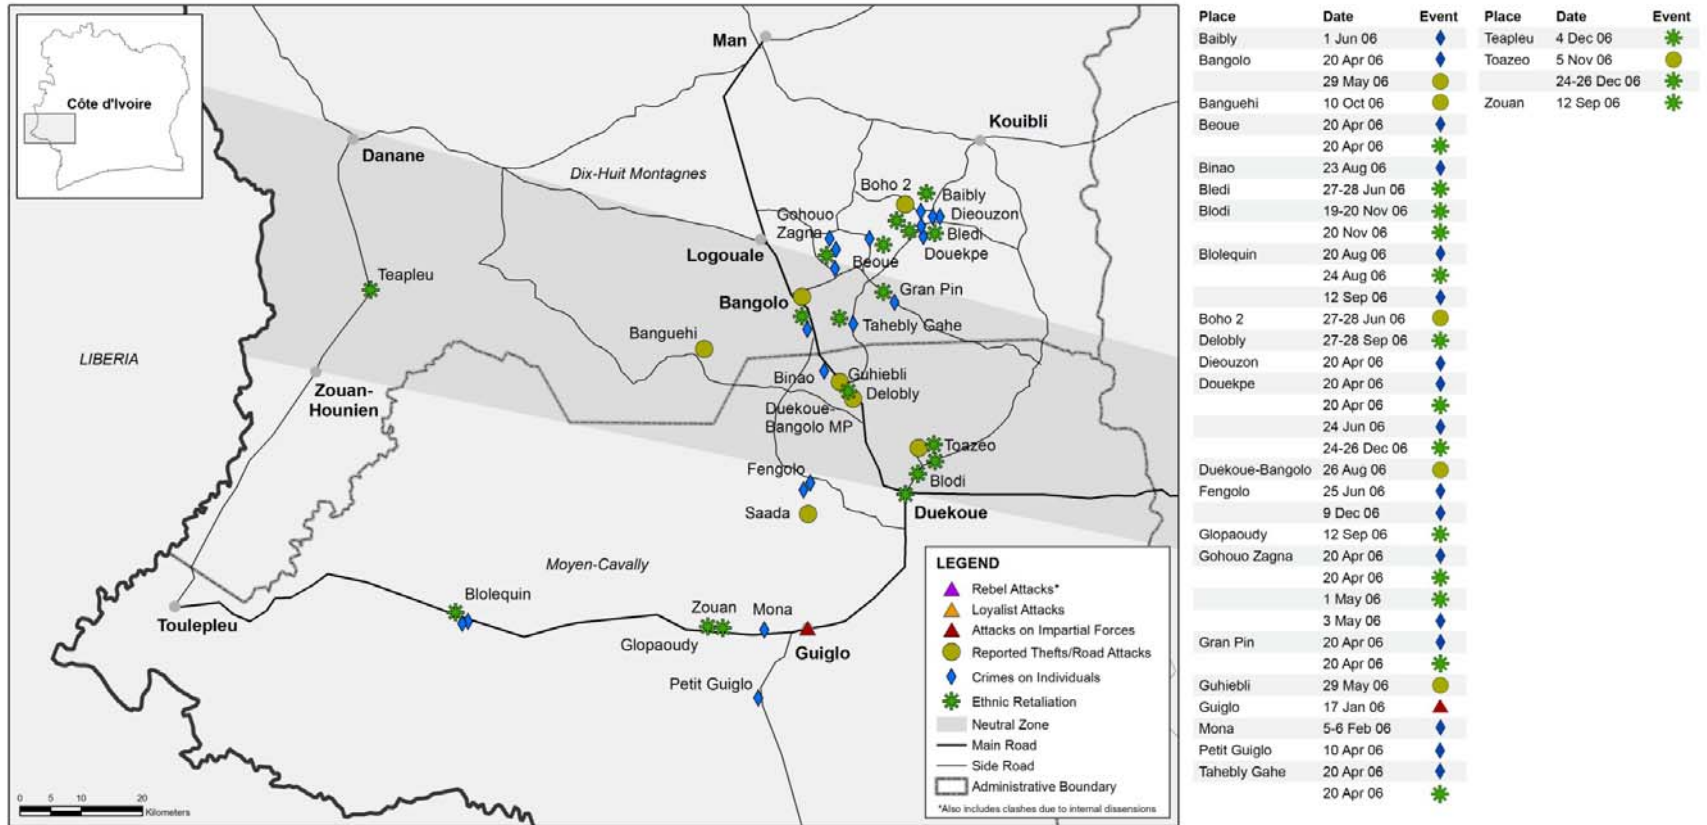 Côte d'Ivoire
Man
Kouibli
Danane
Dix-Huit Montagnes
Boho 2
Baibly
Gohouo
Zagna
Dieouzon
Bledi
Logouale
Beoue
Douekpe
Teapleu
Gran Pin
Bangolo
Banguehi
Tahebly Gahe
LIBERIA
Zouan-
Hounien
Binao
Guhiebli
Delobly
Duekoue-
Bangolo MP
Toazeo
Fengolo
Blodi
Saada
Duekoue
Moyen-Cavally
Blolequin
Zouan
Mona
Toulepleu
Glopaoudy
Guiglo
Petit Guiglo
0 5 10 20
Kilometers
LEGEND
Rebel Attacks*
Loyalist Attacks
Attacks on Impartial Forces
Reported Thefts/Road Attacks
Crimes on Individuals
Ethnic Retaliation
Neutral Zone
Main Road
Side Road
Administrative Boundary
*Also includes clashes due to internal dissensions
Place Date Event
Baibly 1 Jun 06
Bangolo 20 Apr 06
29 May 06
Banguehi 10 Oct 06
Beoue 20 Apr 06
20 Apr 06
Binao 23 Aug 06
Bledi 27-28 Jun 06
Blodi 19-20 Nov 06
20 Nov 06
Blolequin 20 Aug 06
24 Aug 06
12 Sep 06
Boho 2 27-28 Jun 06
Delobly 27-28 Sep 06
Dieouzon 20 Apr 06
Douekpe 20 Apr 06
20 Apr 06
24 Jun 06
24-26 Dec 06
Duekoue-Bangolo 26 Aug 06
Fengolo 25 Jun 06
9 Dec 06
Glopaoudy 12 Sep 06
Gohouo Zagna 20 Apr 06
20 Apr 06
1 May 06
3 May 06
Gran Pin 20 Apr 06
20 Apr 06
Guhiebli 29 May 06
Guiglo 17 Jan 06
Mona 5-6 Feb 06
Petit Guiglo 10 Apr 06
Tahebly Gahe 20 Apr 06
20 Apr 06
Place Date Event
Teapleu 4 Dec 06
Toazeo 5 Nov 06
24-26 Dec 06
Zouan 12 Sep 06